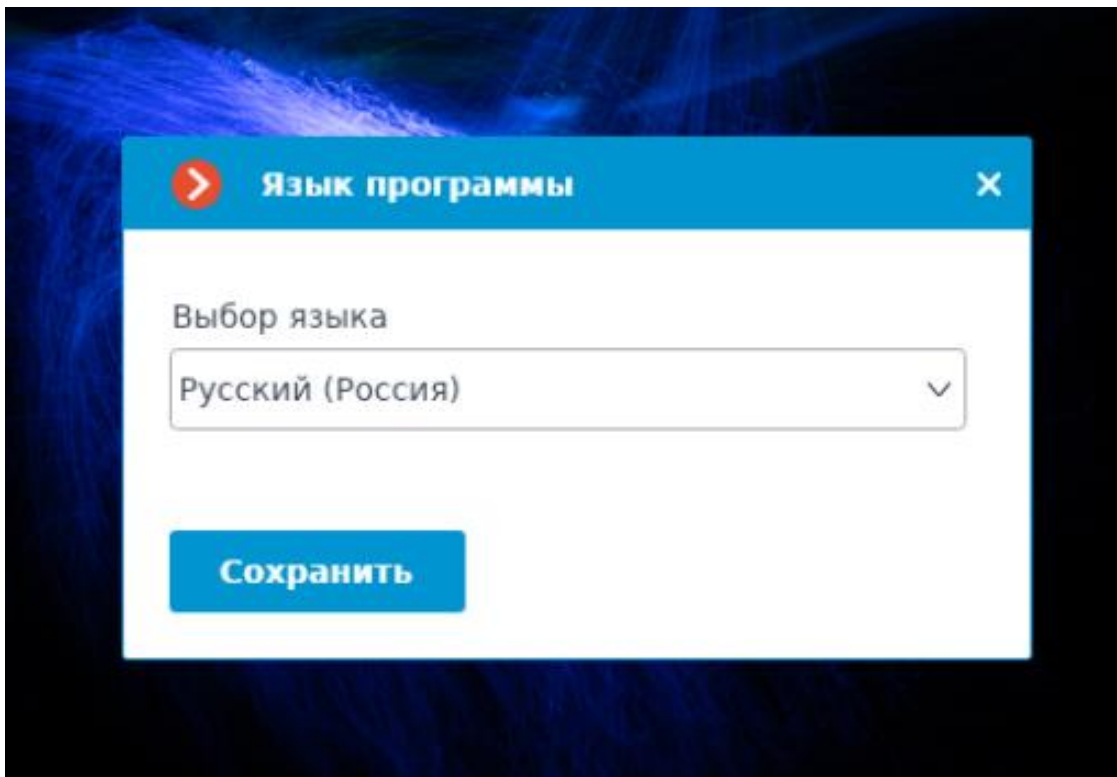 Язык программы
Выбор языка
Русский (Россия)
Сохранить